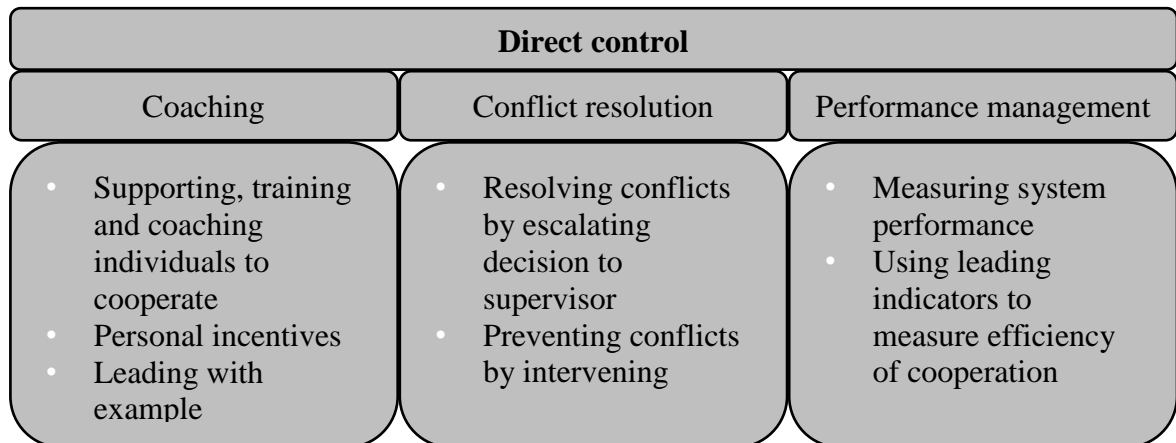 Direct control
Coaching
Conflict resolution
Performance management
• Supporting, training
and coaching
individuals to
cooperate
• Personal incentives
• Leading with
example
• Resolving conflicts
by escalating
decision to
supervisor
• Preventing conflicts
by intervening
• Measuring system
performance
• Using leading
indicators to
measure efficiency
of cooperation